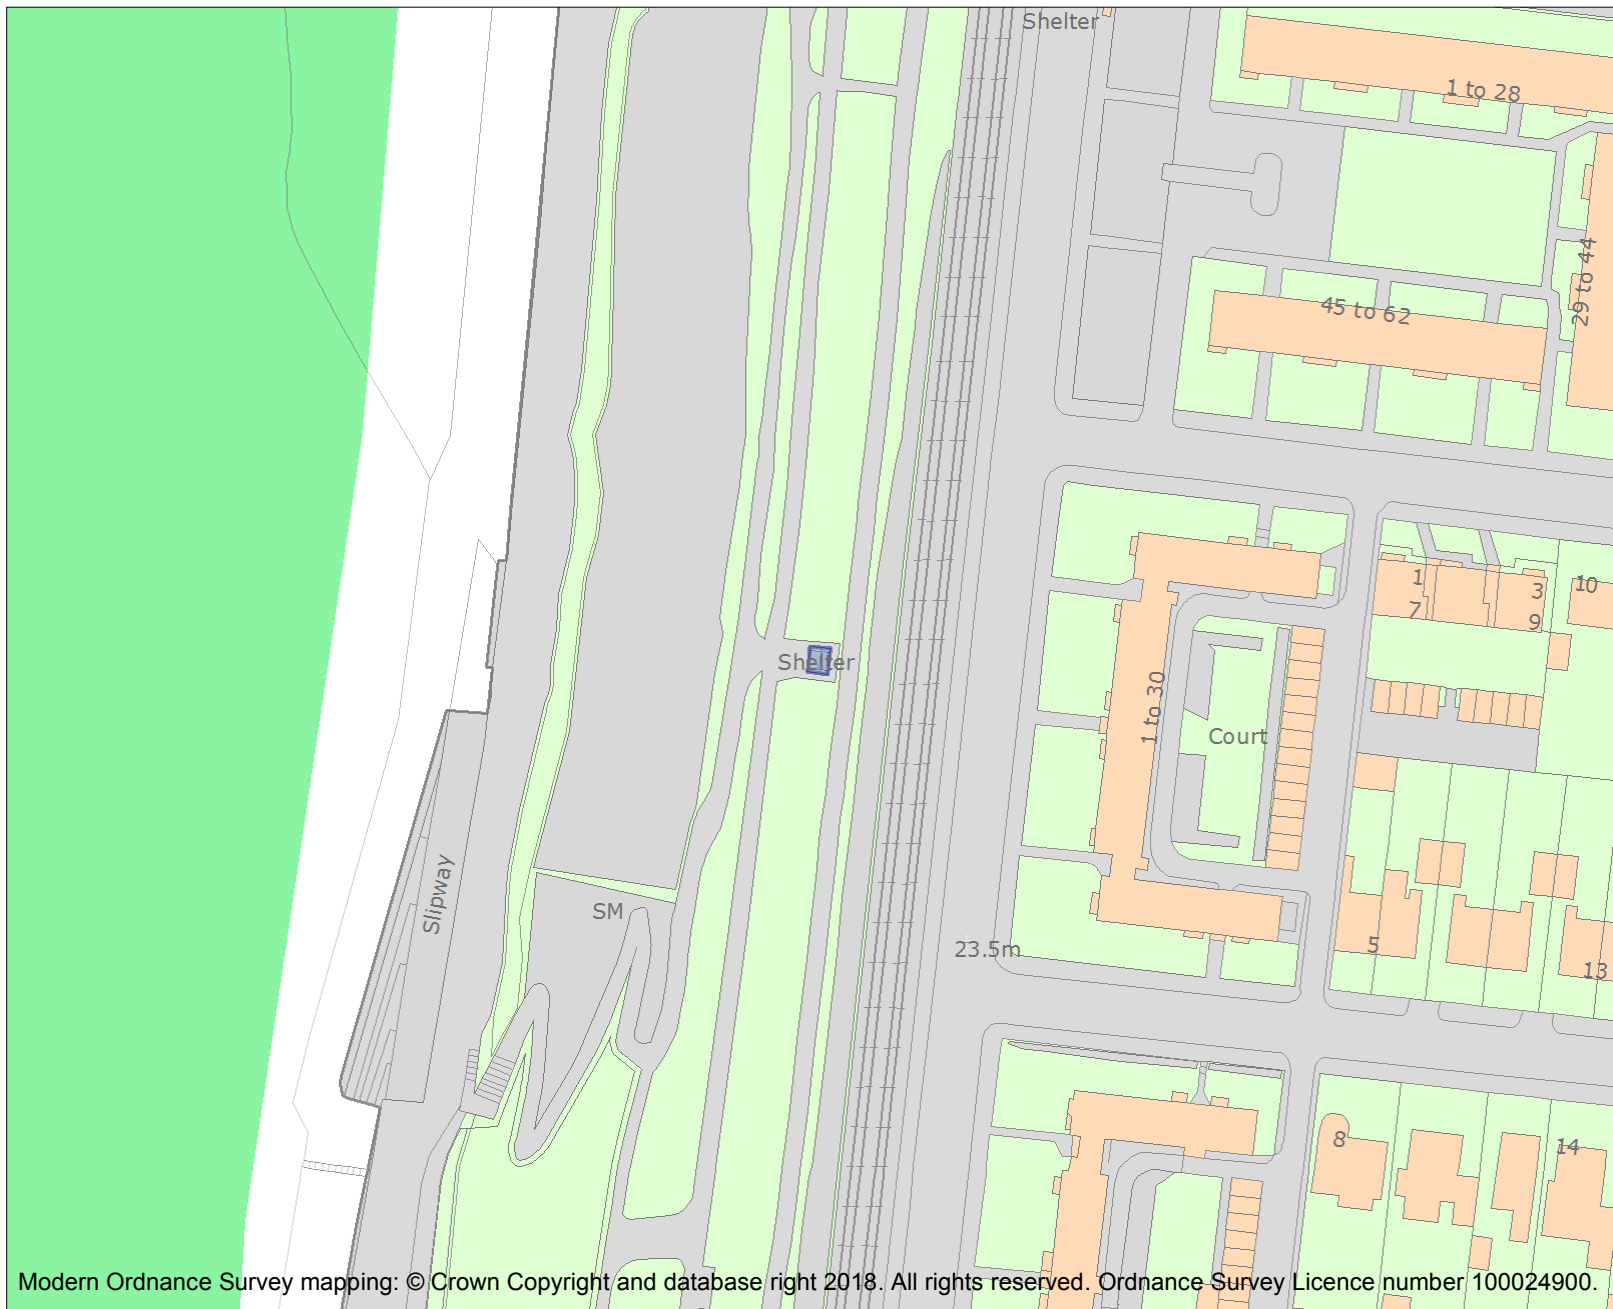 Shelter
1 to 28
29 to 44
45 to 62
1
3
10
7
9
Shelter
1 to 30
Court
Slipway
SM
5
23.5m
13
8
14
Modern Ordnance Survey mapping: © Crown Copyright and database right 2018. All rights reserved. Ordnance Survey Licence number 100024900.